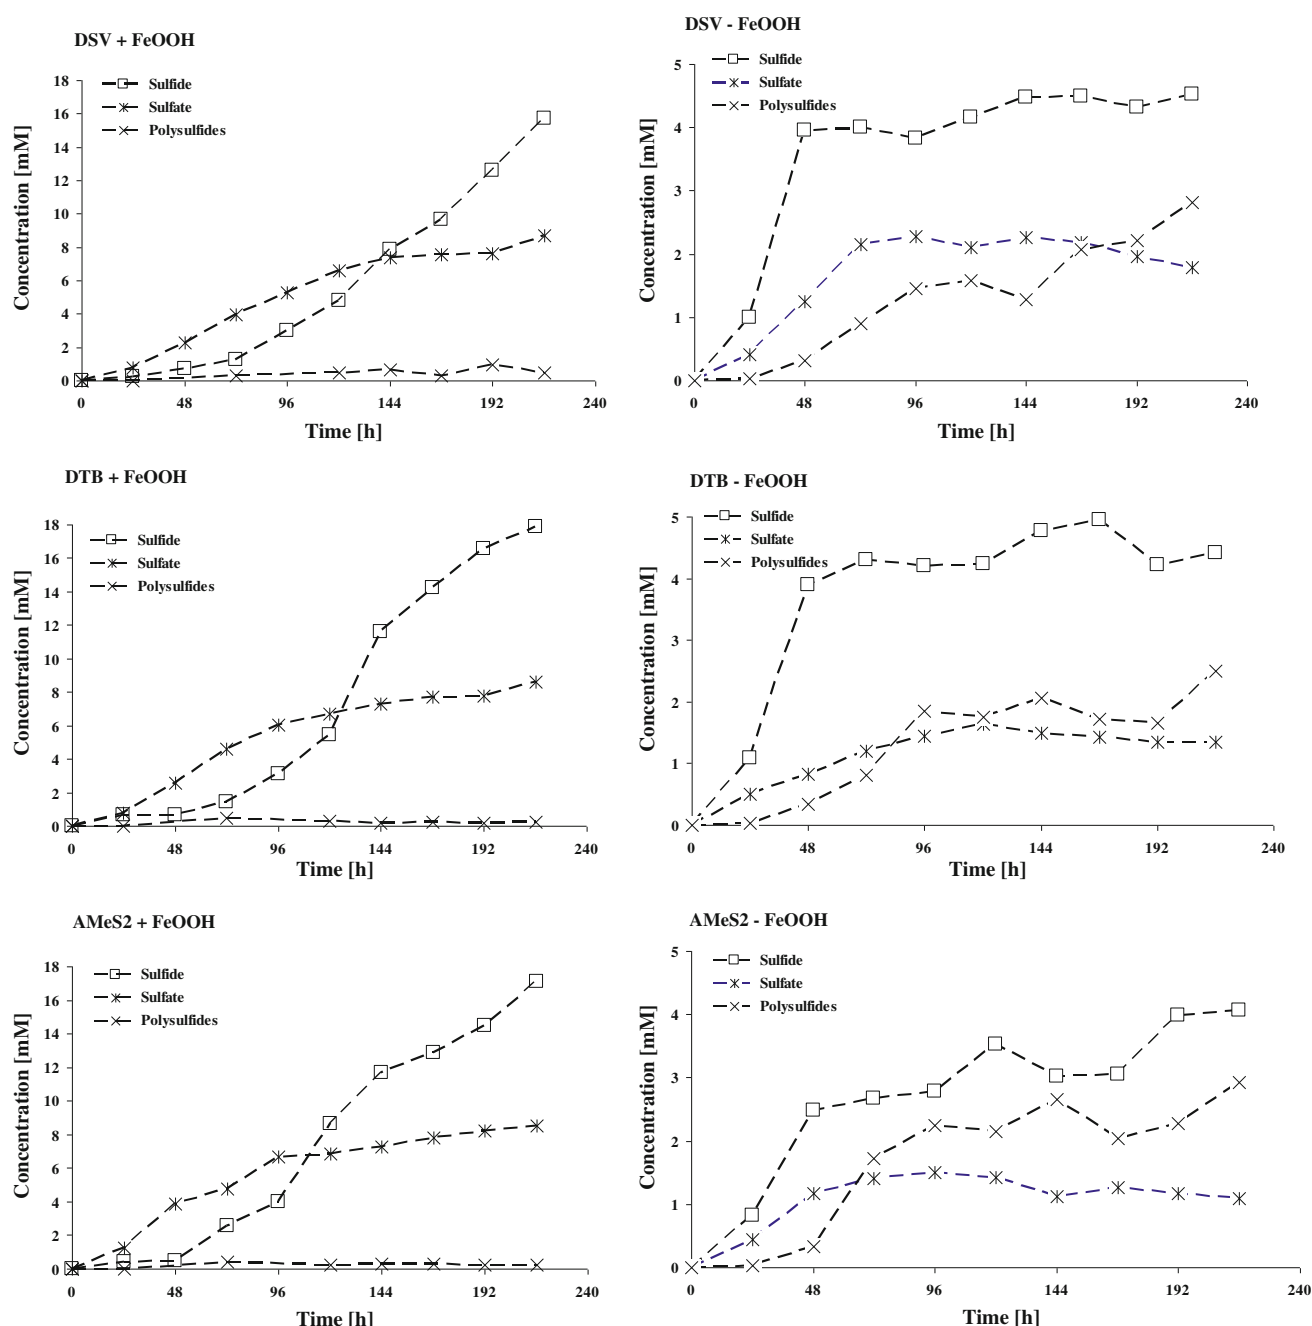 DSV + FeOOH
Sulfide
Sulfate
Polysulfides
Concentration [mM]
18
16
14
12
10
8
6
4
2
0
0 48 96 144 192 240
Time [h]
DSV - FeOOH
Sulfide
Sulfate
Polysulfides
Concentration [mM]
5
4
3
2
1
0
0 48 96 144 192 240
Time [h]
DTB + FeOOH
Sulfide
Sulfate
Polysulfides
Concentration [mM]
18
16
14
12
10
8
6
4
2
0
0 48 96 144 192 240
Time [h]
DTB - FeOOH
Sulfide
Sulfate
Polysulfides
Concentration [mM]
5
4
3
2
1
0
0 48 96 144 192 240
Time [h]
AMeS2 + FeOOH
Sulfide
Sulfate
Polysulfides
Concentration [mM]
18
16
14
12
10
8
6
4
2
0
0 48 96 144 192 240
Time [h]
AMeS2 - FeOOH
Sulfide
Sulfate
Polysulfides
Concentration [mM]
5
4
3
2
1
0
0 48 96 144 192 240
Time [h]